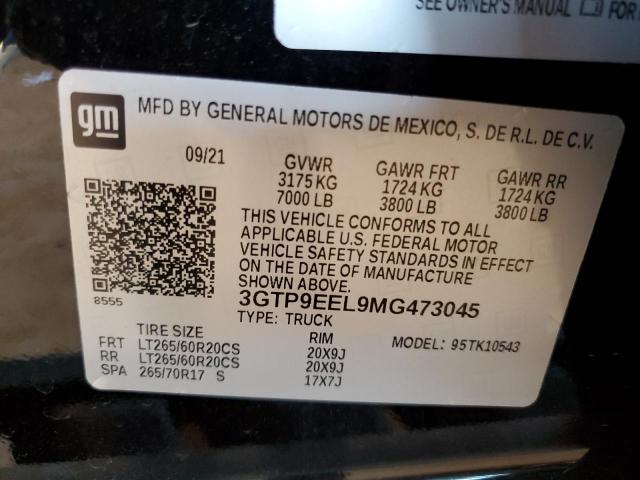 SEE OWNER'S MANUAL FOR
gm
MFD BY GENERAL MOTORS DE MEXICO, S. DE R.L. DE C.V.
09/21
GVWR GAWR FRT GAWR RR
3175 KG 1724 KG 1724 KG
7000 LB 3800 LB 3800 LB
THIS VEHICLE CONFORMS TO ALL
APPLICABLE U.S. FEDERAL MOTOR
VEHICLE SAFETY STANDARDS IN EFFECT
ON THE DATE OF MANUFACTURE
SHOWN ABOVE.
8555
3GTP9EEL9MG473045
TYPE: TRUCK
TIRE SIZE RIM MODEL: 95TK10543
FRT LT265/60R20CS 20X9J
RR LT265/60R20CS 20X9J
SPA 265/70R17 S 17X7J